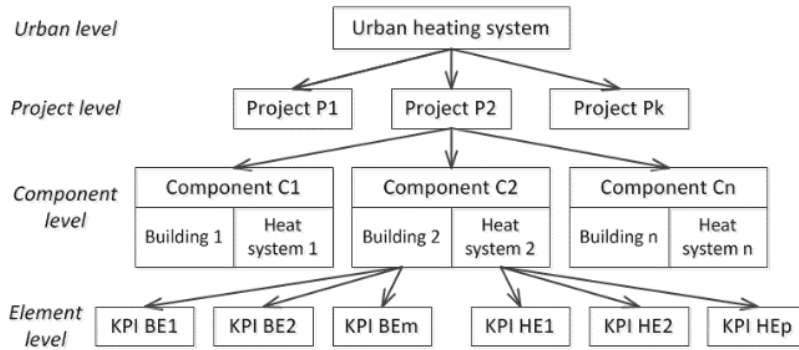 Urban level
Urban heating system
Project level
Project P1
Project P2
Project Pk
Component level
Component C1
Component C2
Component Cn
Building 1
Heat
system 1
Building 2
Heat
system 2
Building n
Heat
system n
Element
level
KPI BE1
KPI BE2
KPI BEm
KPI HE1
KPI HE2
KPI HEp